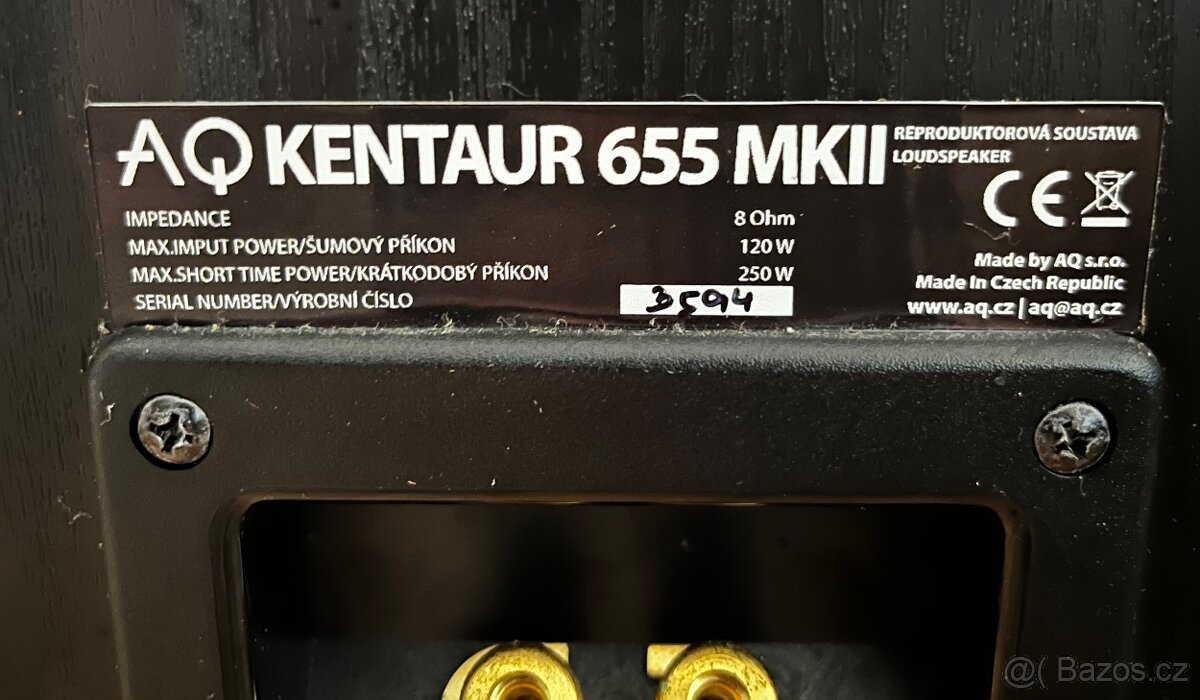 AQ KENTAUR 655 MKII
REPRODUKTOROVÁ SOUSTAVA
LOUDSPEAKER
CE
IMPEDANCE 8 Ohm
MAX.IMPUT POWER/ŠUMOVÝ PŘÍKON 120 W
MAX.SHORT TIME POWER/KRÁTKODOBÝ PŘÍKON 250 W
SERIAL NUMBER/VÝROBNÍ ČÍSLO 3594
Made by AQ s.r.o.
Made In Czech Republic
www.aq.cz | aq@aq.cz
@( Bazos.cz